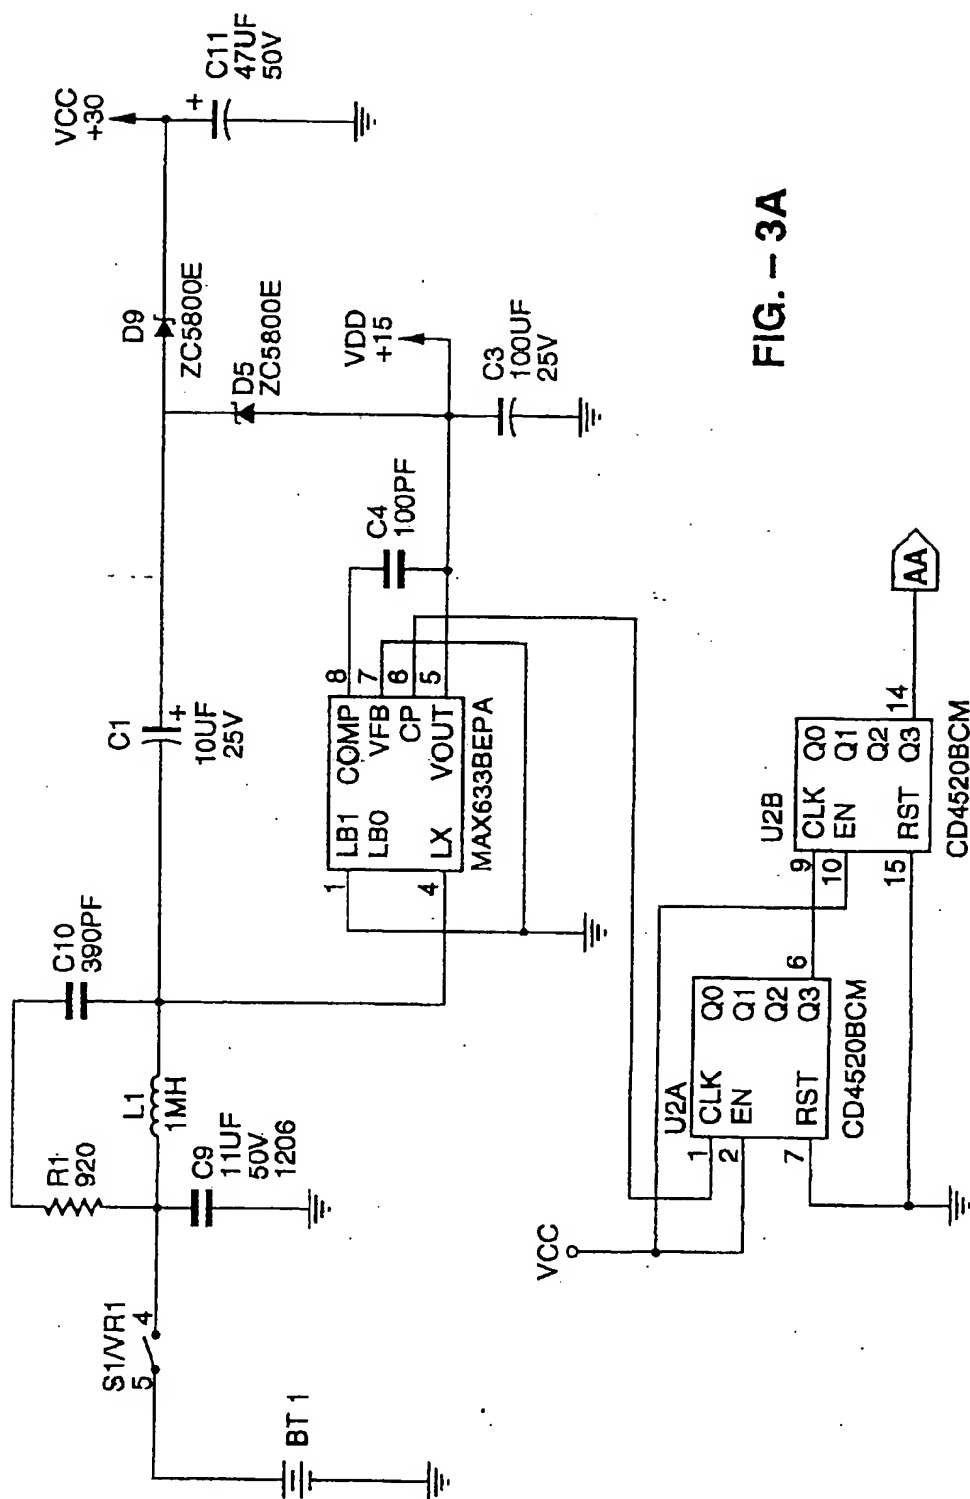 VCC
+30
C11
47UF
50V
D9
ZC5800E
D5
ZC5800E
VDD
+15
C3
100UF
25V
C1
+
10UF
25V
C4
100PF
C10
390PF
L1
1MH
R1
920
C9
11UF
50V
1206
S1/VR1
5
4
BT 1
+
1
4
8
7
6
5
LB1
LB0
LX
COMP
VFB
CP
VOUT
MAX633BEPA
VCC
U2A
1
2
7
CLK
EN
RST
Q0
Q1
Q2
Q3
6
CD4520BCM
U2B
9
10
15
CLK
EN
RST
Q0
Q1
Q2
Q3
14
CD4520BCM
AA
FIG. – 3A